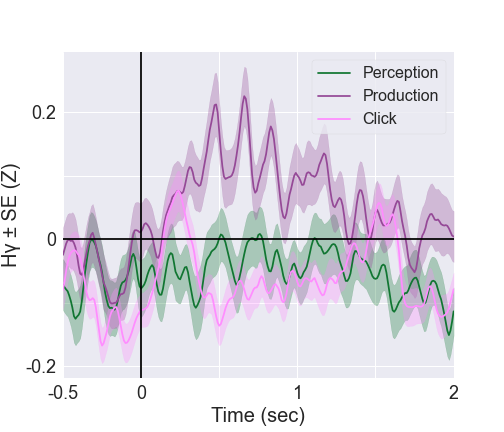 Perception
Production
Click
0.2
0
-0.2
Hγ ± SE (Z)
-0.5
0
1
2
Time (sec)